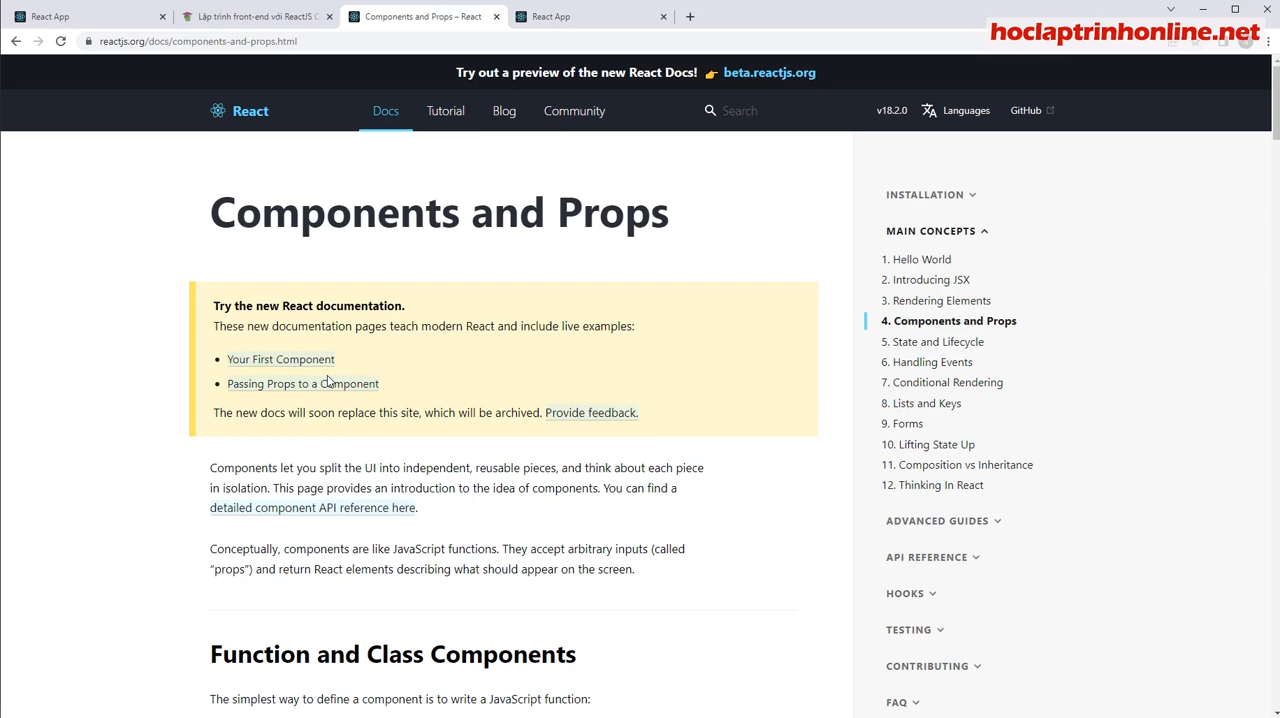 React App
Lập trình front-end với ReactJS C
Components and Props – React
React App
reactjs.org/docs/components-and-props.html
hoclaptrinhonline.net
Try out a preview of the new React Docs! 👉 beta.reactjs.org
React
Docs
Tutorial
Blog
Community
Search
v18.2.0
Languages
GitHub
Components and Props
Try the new React documentation.
These new documentation pages teach modern React and include live examples:
Your First Component
Passing Props to a Component
The new docs will soon replace this site, which will be archived. Provide feedback.
Components let you split the UI into independent, reusable pieces, and think about each piece
in isolation. This page provides an introduction to the idea of components. You can find a
detailed component API reference here.
Conceptually, components are like JavaScript functions. They accept arbitrary inputs (called
“props”) and return React elements describing what should appear on the screen.
Function and Class Components
The simplest way to define a component is to write a JavaScript function:
INSTALLATION
MAIN CONCEPTS
1. Hello World
2. Introducing JSX
3. Rendering Elements
4. Components and Props
5. State and Lifecycle
6. Handling Events
7. Conditional Rendering
8. Lists and Keys
9. Forms
10. Lifting State Up
11. Composition vs Inheritance
12. Thinking In React
ADVANCED GUIDES
API REFERENCE
HOOKS
TESTING
CONTRIBUTING
FAQ